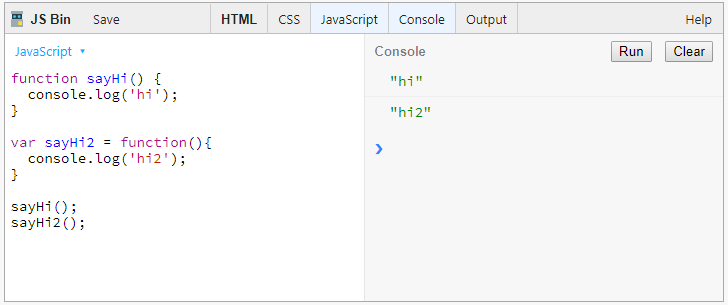 JS Bin Save HTML CSS JavaScript Console Output Help
JavaScript
function sayHi() {
  console.log('hi');
}

var sayHi2 = function(){
  console.log('hi2');
}

sayHi();
sayHi2();
Console Run Clear
"hi"
"hi2"
❯